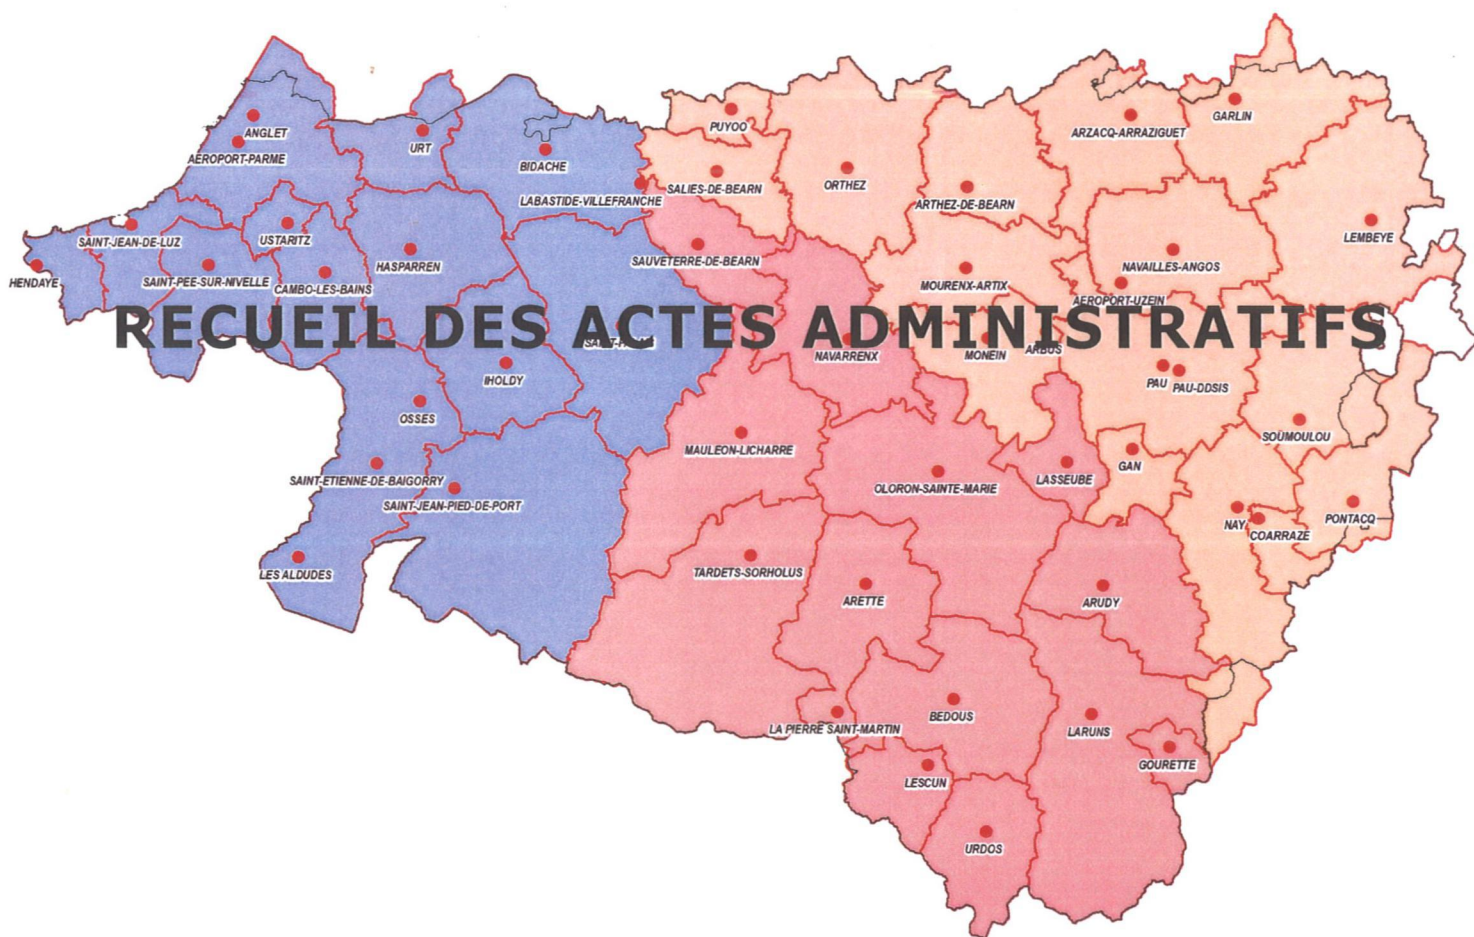 ANGLET
AEROPORT-PARME
URT
BIDACHE
LABASTIDE-VILLEFRANCHE
PUYOO
SALIES-DE-BEARN
ORTHEZ
ARTHEZ-DE-BEARN
ARZACQ-ARRAZIGUET
GARLIN
LEMBEYE
SAINT-JEAN-DE-LUZ
USTARITZ
HASPARREN
HENDAYE
SAINT-PEE-SUR-NIVELLE
CAMBO-LES-BAINS
SAUVETERRE-DE-BEARN
MOURENX-ARTIX
NAVAILLES-ANGOS
AEROPORT-UZEIN
RECUEIL DES ACTES ADMINISTRATIFS
NAVARRENX
MONEIN
ARBUS
PAU
PAU-DDSIS
IHOLDY
OSSES
SOUMOULOU
MAULEON-LICHARRE
SAINT-ETIENNE-DE-BAIGORRY
SAINT-JEAN-PIED-DE-PORT
OLORON-SAINTE-MARIE
LASSEUBE
GAN
NAY
COARRAZE
PONTACQ
LES ALDUDES
TARDETS-SORHOLUS
ARETTE
ARUDY
LA PIERRE SAINT-MARTIN
BEDOUS
LARUNS
GOURETTE
LESCUN
URDOS